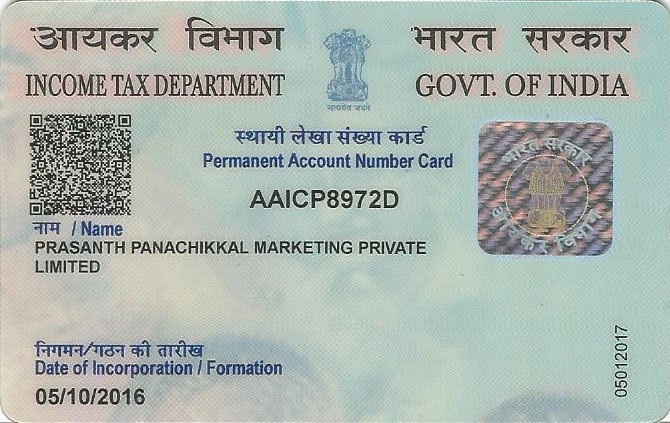 आयकर विभाग
INCOME TAX DEPARTMENT
भारत सरकार
GOVT. OF INDIA
सत्यमेव जयते
स्थायी लेखा संख्या कार्ड
Permanent Account Number Card
AAICP8972D
नाम / Name
PRASANTH PANACHIKKAL MARKETING PRIVATE
LIMITED
भारत सरकार
आयकर विभाग
निगमन/गठन की तारीख
Date of Incorporation / Formation
05/10/2016
05012017